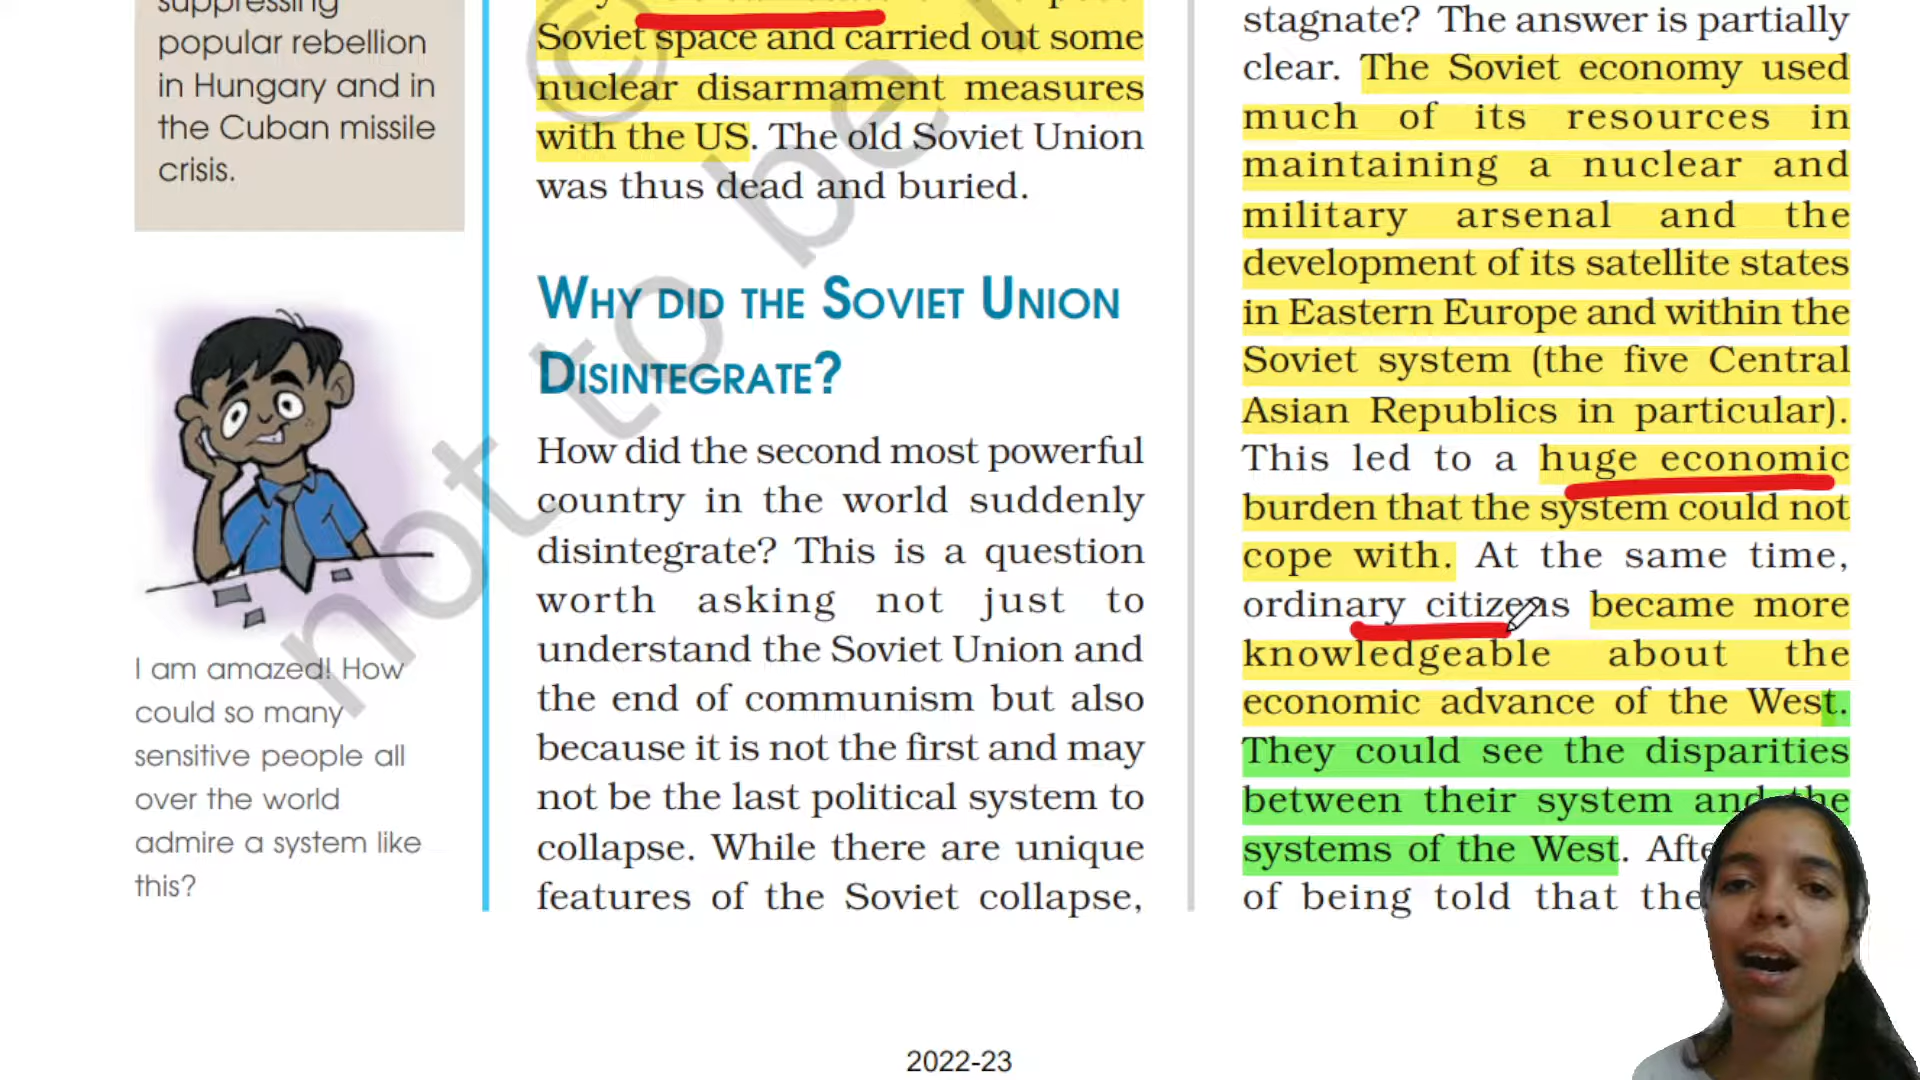 suppressing
popular rebellion
in Hungary and in
the Cuban missile
crisis.
I am amazed! How
could so many
sensitive people all
over the world
admire a system like
this?
Soviet space and carried out some
nuclear disarmament measures
with the US. The old Soviet Union
was thus dead and buried.
WHY DID THE SOVIET UNION
DISINTEGRATE?
How did the second most powerful
country in the world suddenly
disintegrate? This is a question
worth asking not just to
understand the Soviet Union and
the end of communism but also
because it is not the first and may
not be the last political system to
collapse. While there are unique
features of the Soviet collapse,
stagnate? The answer is partially
clear. The Soviet economy used
much of its resources in
maintaining a nuclear and
military arsenal and the
development of its satellite states
in Eastern Europe and within the
Soviet system (the five Central
Asian Republics in particular).
This led to a huge economic
burden that the system could not
cope with. At the same time,
ordinary citizens became more
knowledgeable about the
economic advance of the West.
They could see the disparities
between their system and the
systems of the West.
of being told that the
© not to be
2022-23